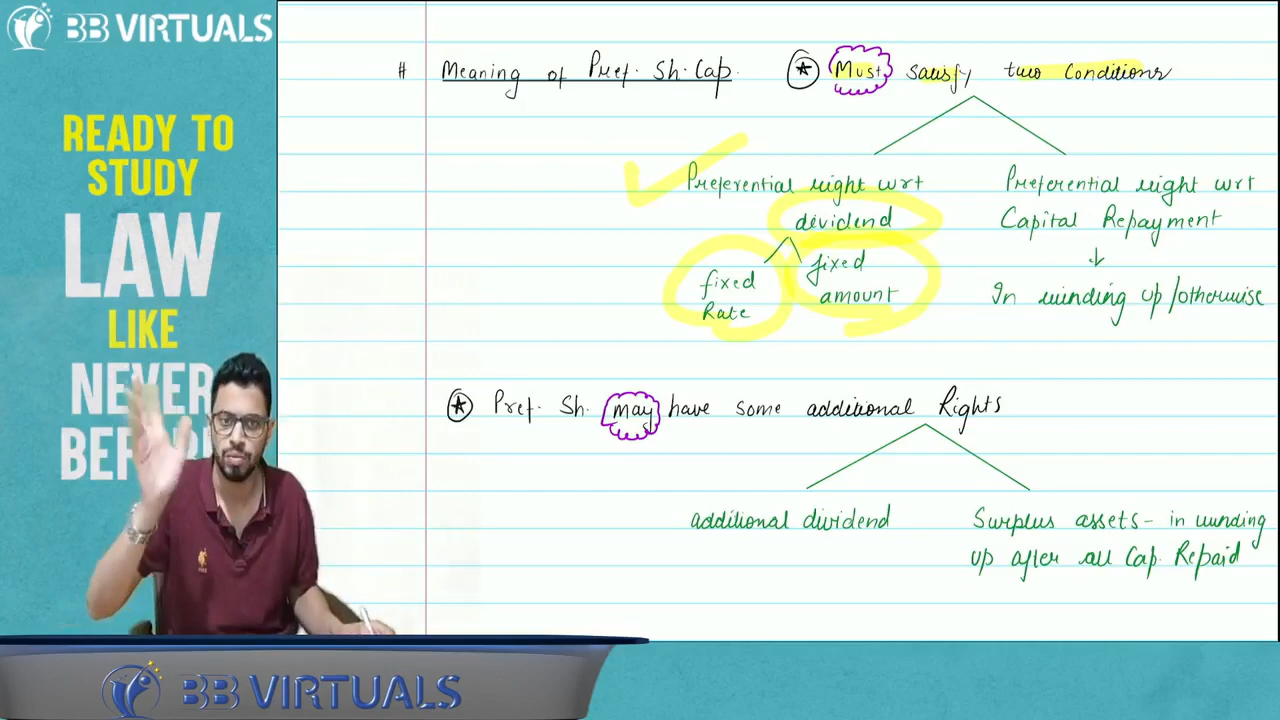 BB VIRTUALS
READY TO
STUDY
LAW
LIKE
NEVER
# Meaning of Pref. Sh. Cap. * Must satisfy two Conditions
Preferential right wrt
dividend
fixed
Rate
fixed
amount
Preferential right wrt
Capital Repayment
In winding up/otherwise
* Pref. Sh. may have some additional Rights
additional dividend
Surplus assets - in winding
up after all Cap. Repaid
BB VIRTUALS